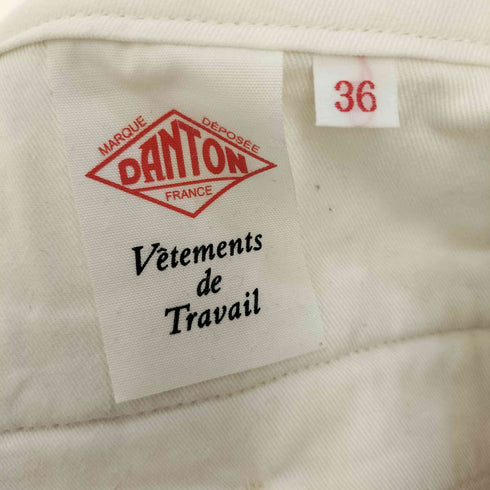 MARQUE DÉPOSÉE
DANTON
FRANCE
Vêtements
de
Travail
36